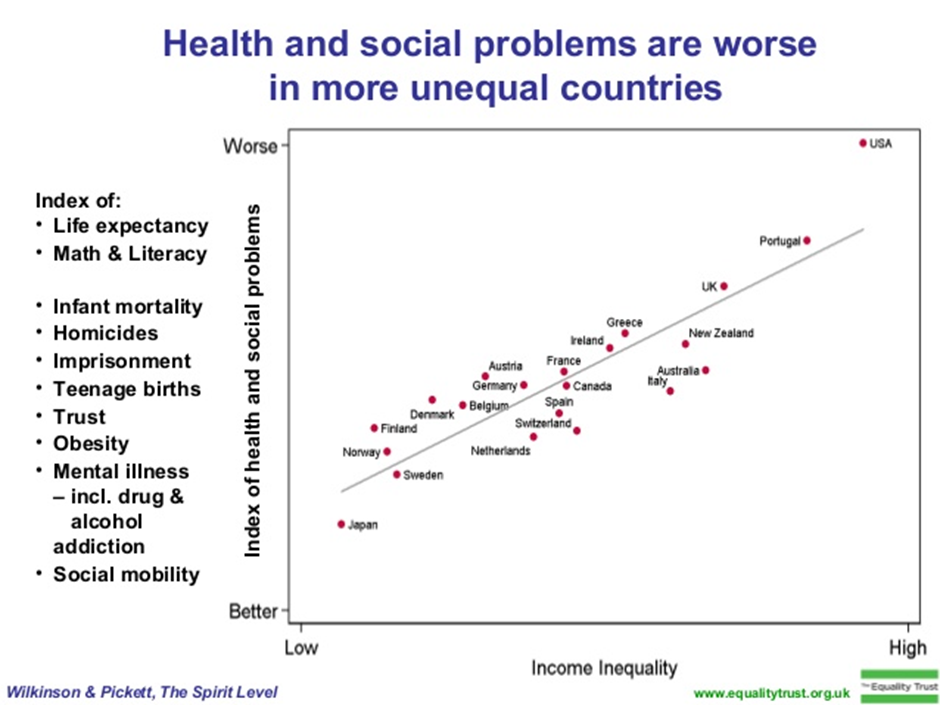 Health and social problems are worse
in more unequal countries
Index of:
• Life expectancy
• Math & Literacy
• Infant mortality
• Homicides
• Imprisonment
• Teenage births
• Trust
• Obesity
• Mental illness
– incl. drug &
alcohol
addiction
• Social mobility
Index of health and social problems
Worse
Better
USA
Portugal
UK
Greece
New Zealand
Ireland
France
Austria
Australia
Germany
Canada
Italy
Spain
Belgium
Denmark
Switzerland
Finland
Netherlands
Norway
Sweden
Japan
Low
High
Income Inequality
Wilkinson & Pickett, The Spirit Level
www.equalitytrust.org.uk
The Equality Trust